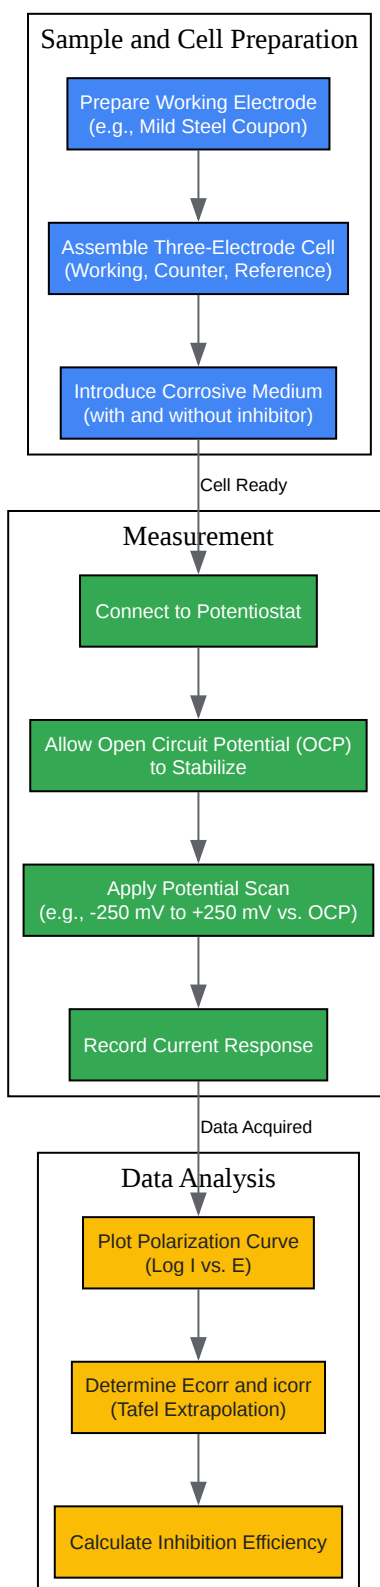 Sample and Cell Preparation
Prepare Working Electrode
(e.g., Mild Steel Coupon)
Assemble Three-Electrode Cell
(Working, Counter, Reference)
Introduce Corrosive Medium
(with and without inhibitor)
Cell Ready
Measurement
Connect to Potentiostat
Allow Open Circuit Potential (OCP)
to Stabilize
Apply Potential Scan
(e.g., -250 mV to +250 mV vs. OCP)
Record Current Response
Data Acquired
Data Analysis
Plot Polarization Curve
(Log I vs. E)
Determine Ecorr and icorr
(Tafel Extrapolation)
Calculate Inhibition Efficiency